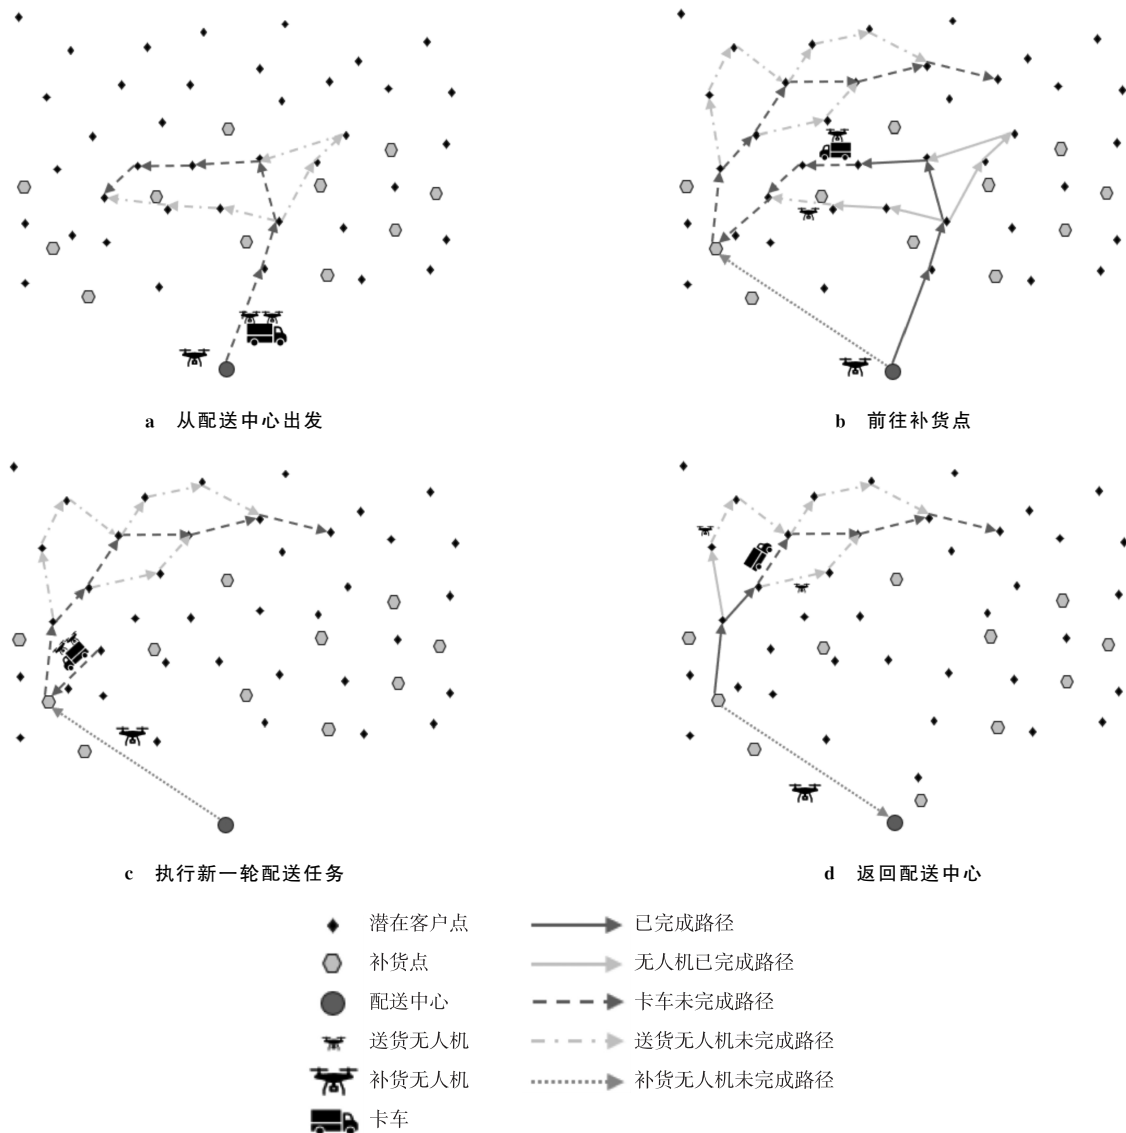 a 从配送中心出发
b 前往补货点
c 执行新一轮配送任务
d 返回配送中心
潜在客户点
补货点
配送中心
送货无人机
补货无人机
卡车
已完成路径
无人机已完成路径
卡车未完成路径
送货无人机未完成路径
补货无人机未完成路径